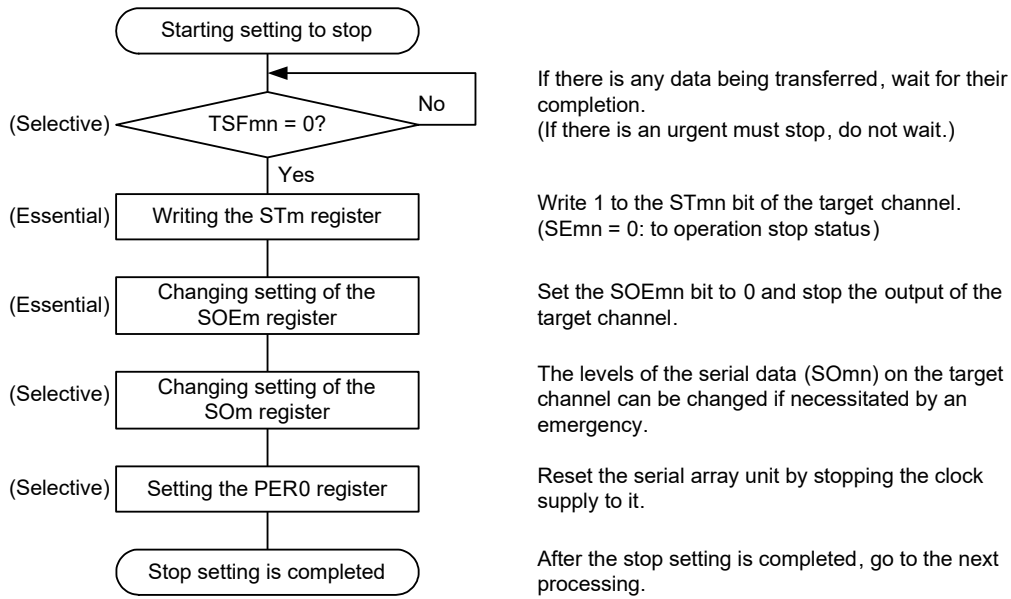 Starting setting to stop
If there is any data being transferred, wait for their
completion.
(If there is an urgent must stop, do not wait.)
No
(Selective)
TSFmn = 0?
Yes
(Essential)
Writing the STm register
Write 1 to the STmn bit of the target channel.
(SEmn = 0: to operation stop status)
(Essential)
Changing setting of the
SOEm register
Set the SOEmn bit to 0 and stop the output of the
target channel.
(Selective)
Changing setting of the
SOm register
The levels of the serial data (SOmn) on the target
channel can be changed if necessitated by an
emergency.
(Selective)
Setting the PER0 register
Reset the serial array unit by stopping the clock
supply to it.
Stop setting is completed
After the stop setting is completed, go to the next
processing.